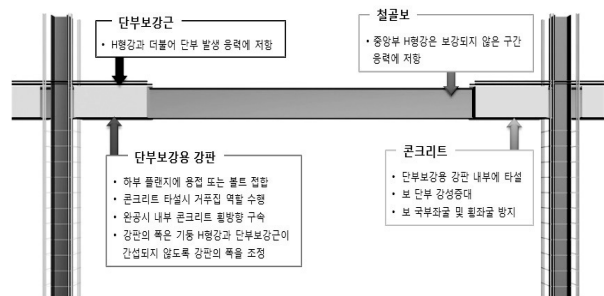 단부보강근
• H형강과 더불어 단부 발생 응력에 저항
철골보
• 중앙부 H형강은 보강되지 않은 구간
응력에 저항
단부보강용 강판
• 하부 플랜지에 용접 또는 볼트 접합
• 콘크리트 타설시 거푸집 역할 수행
• 완공시 내부 콘크리트 횡방향 구속
• 강판의 폭은 기둥 H형강과 단부보강근이
간섭되지 않도록 강판의 폭을 조정
콘크리트
• 단부보강용 강판 내부에 타설
• 보 단부 강성증대
• 보 국부좌굴 및 횡좌굴 방지